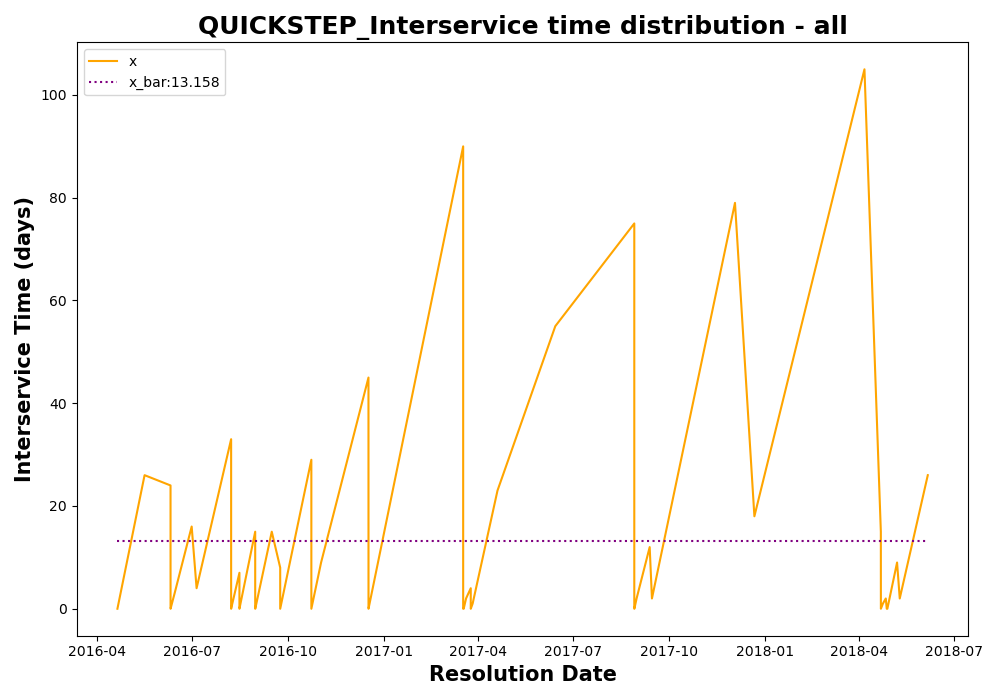 QUICKSTEP_Interservice time distribution - all
x
x_bar:13.158
Interservice Time (days)
100
80
60
40
20
0
2016-04 2016-07 2016-10 2017-01 2017-04 2017-07 2017-10 2018-01 2018-04 2018-07
Resolution Date